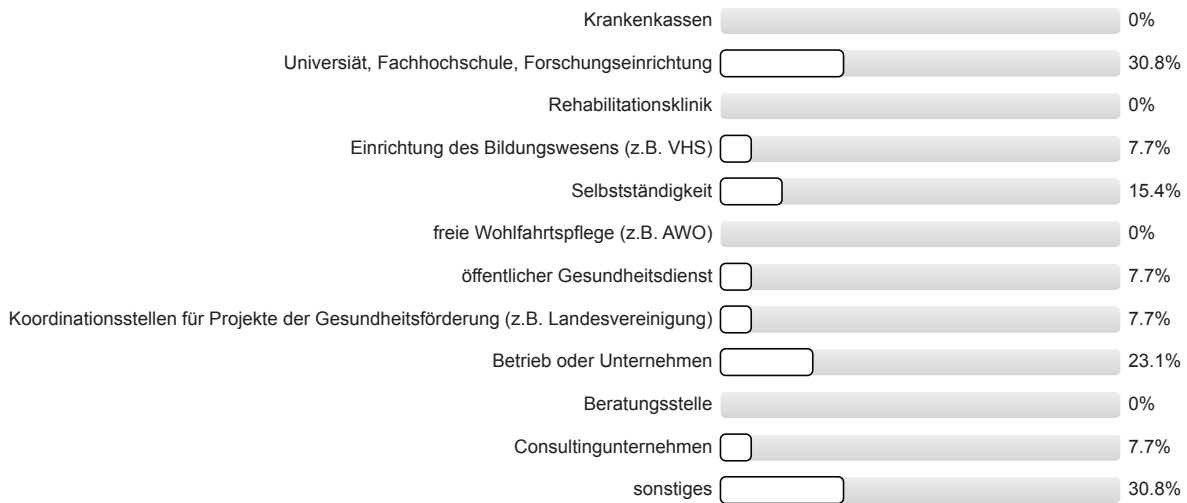 Krankenkassen 0%
Universiät, Fachhochschule, Forschungseinrichtung 30.8%
Rehabilitationsklinik 0%
Einrichtung des Bildungswesens (z.B. VHS) 7.7%
Selbstständigkeit 15.4%
freie Wohlfahrtspflege (z.B. AWO) 0%
öffentlicher Gesundheitsdienst 7.7%
Koordinationsstellen für Projekte der Gesundheitsförderung (z.B. Landesvereinigung) 7.7%
Betrieb oder Unternehmen 23.1%
Beratungsstelle 0%
Consultingunternehmen 7.7%
sonstiges 30.8%